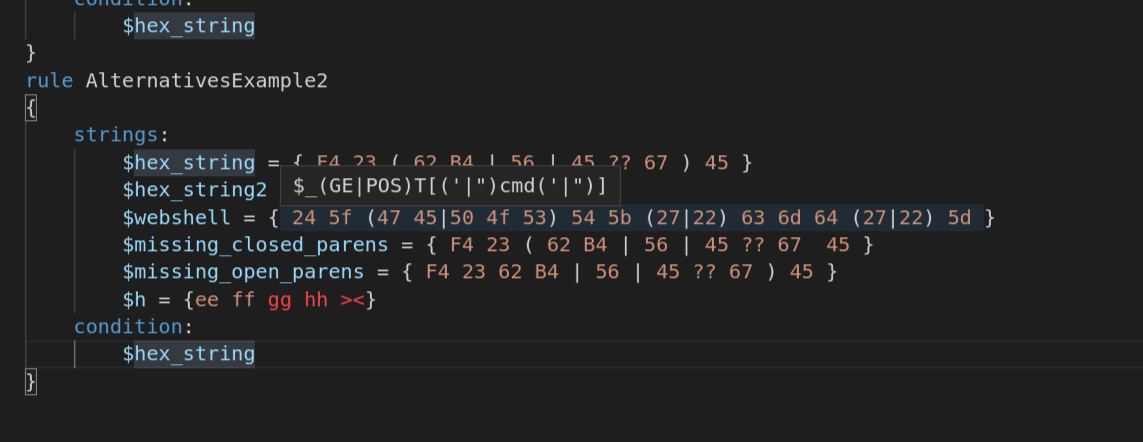 condition:
$hex_string
}
rule AlternativesExample2
{
strings:
$hex_string = { F4 23 ( 62 B4 | 56 | 45 ?? 67 ) 45 }
$hex_string2
$_(GE|POS)T[('|")cmd('|")]
$webshell = { 24 5f (47 45|50 4f 53) 54 5b (27|22) 63 6d 64 (27|22) 5d }
$missing_closed_parens = { F4 23 ( 62 B4 | 56 | 45 ?? 67  45 }
$missing_open_parens = { F4 23 62 B4 | 56 | 45 ?? 67 ) 45 }
$h = {ee ff gg hh ><}
condition:
$hex_string
}